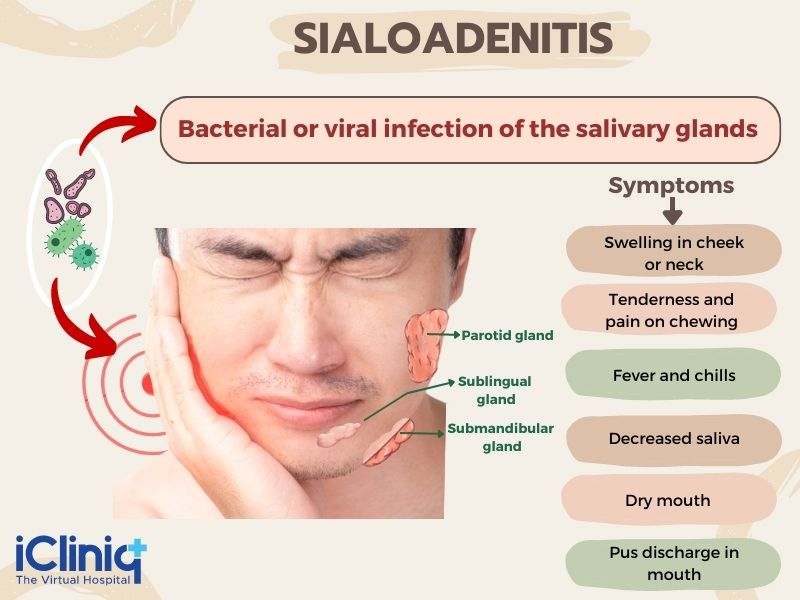 SIALOADENITIS
Bacterial or viral infection of the salivary glands
Symptoms
Swelling in cheek
or neck
Tenderness and
pain on chewing
Fever and chills
Decreased saliva
Dry mouth
Pus discharge in
mouth
Parotid gland
Sublingual
gland
Submandibular
gland
iCliniq
The Virtual Hospital